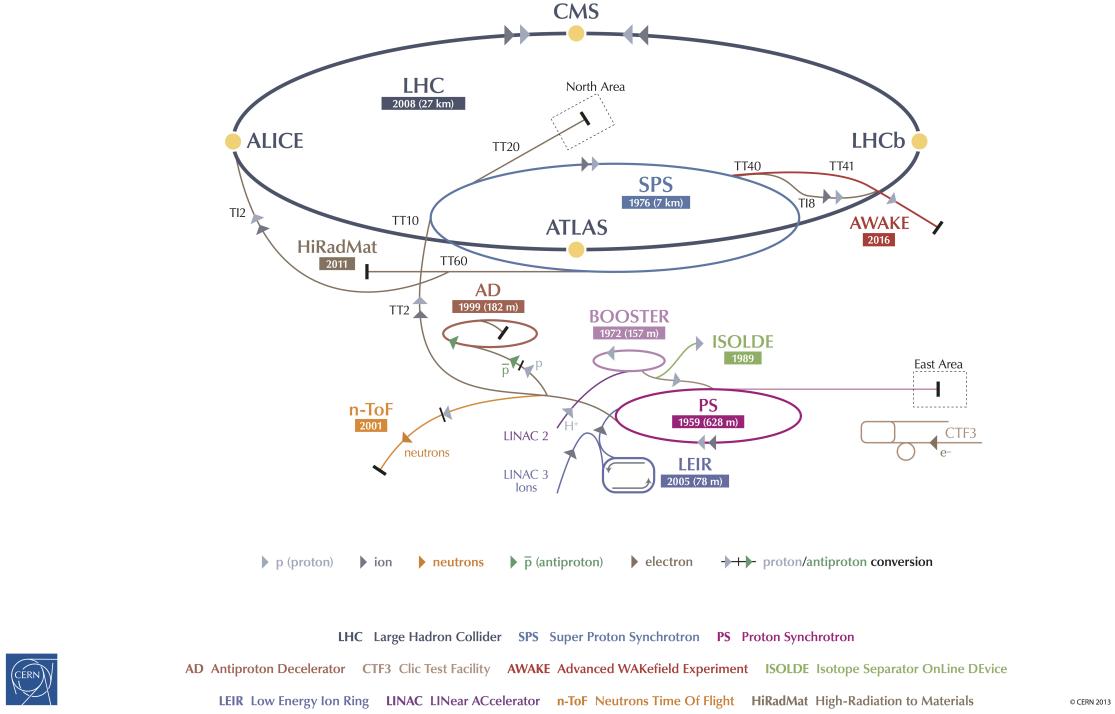 CMS
LHC
2008 (27 km)
North Area
ALICE
LHCb
TT20
TT40
TT41
SPS
1976 (7 km)
TI8
TI2
TT10
ATLAS
AWAKE
2016
HiRadMat
2011
TT60
AD
1999 (182 m)
TT2
BOOSTER
1972 (157 m)
ISOLDE
1989
p
p̅
East Area
n-ToF
2001
PS
1959 (628 m)
H⁺
LINAC 2
neutrons
CTF3
e-
LEIR
2005 (78 m)
LINAC 3
Ions
p (proton) ion neutrons p̅ (antiproton) electron proton/antiproton conversion
LHC Large Hadron Collider SPS Super Proton Synchrotron PS Proton Synchrotron
AD Antiproton Decelerator CTF3 Clic Test Facility AWAKE Advanced WAKefield Experiment ISOLDE Isotope Separator OnLine DEvice
LEIR Low Energy Ion Ring LINAC LINear ACcelerator n-ToF Neutrons Time Of Flight HiRadMat High-Radiation to Materials
CERN
© CERN 2013